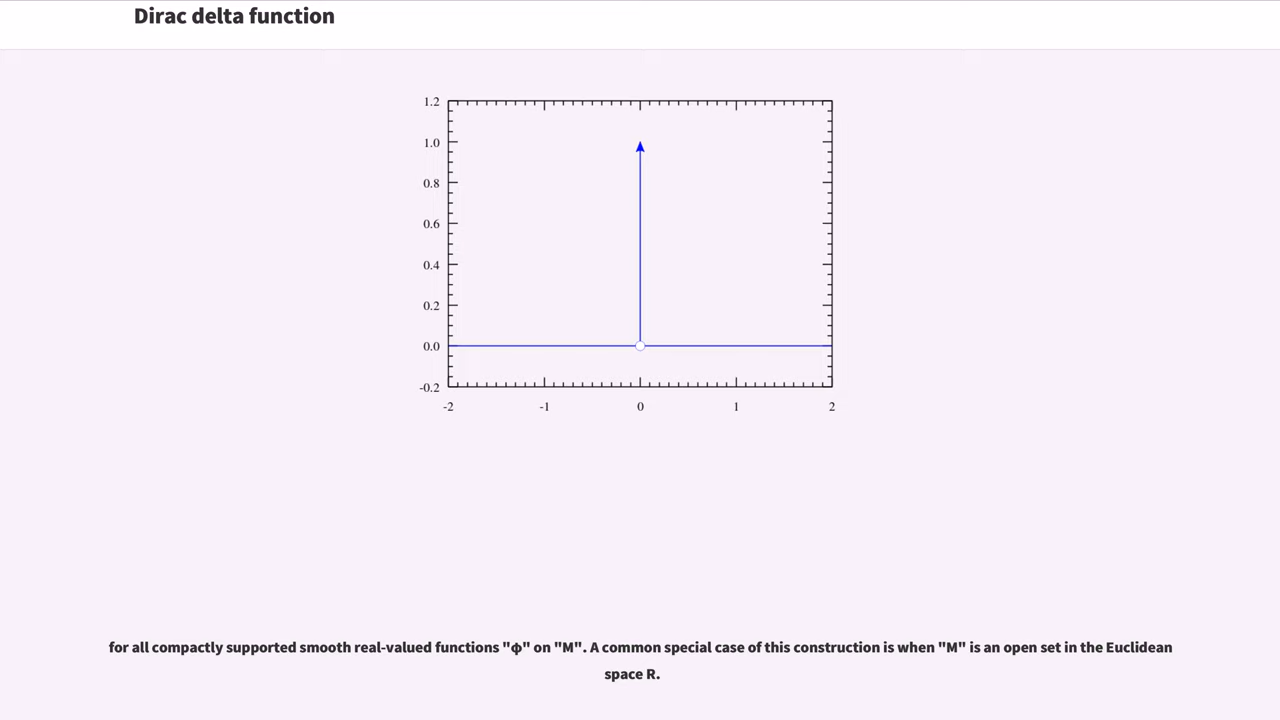 Dirac delta function
1.2
1.0
0.8
0.6
0.4
0.2
0.0
-0.2
-2 -1 0 1 2
for all compactly supported smooth real-valued functions "φ" on "M". A common special case of this construction is when "M" is an open set in the Euclidean
space R.